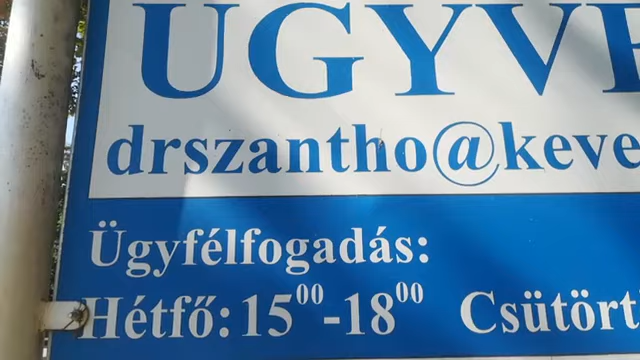 ÜGYVÉ
drszantho@keve
Ügyfélfogadás:
Hétfő: 15⁰⁰-18⁰⁰ Csütört